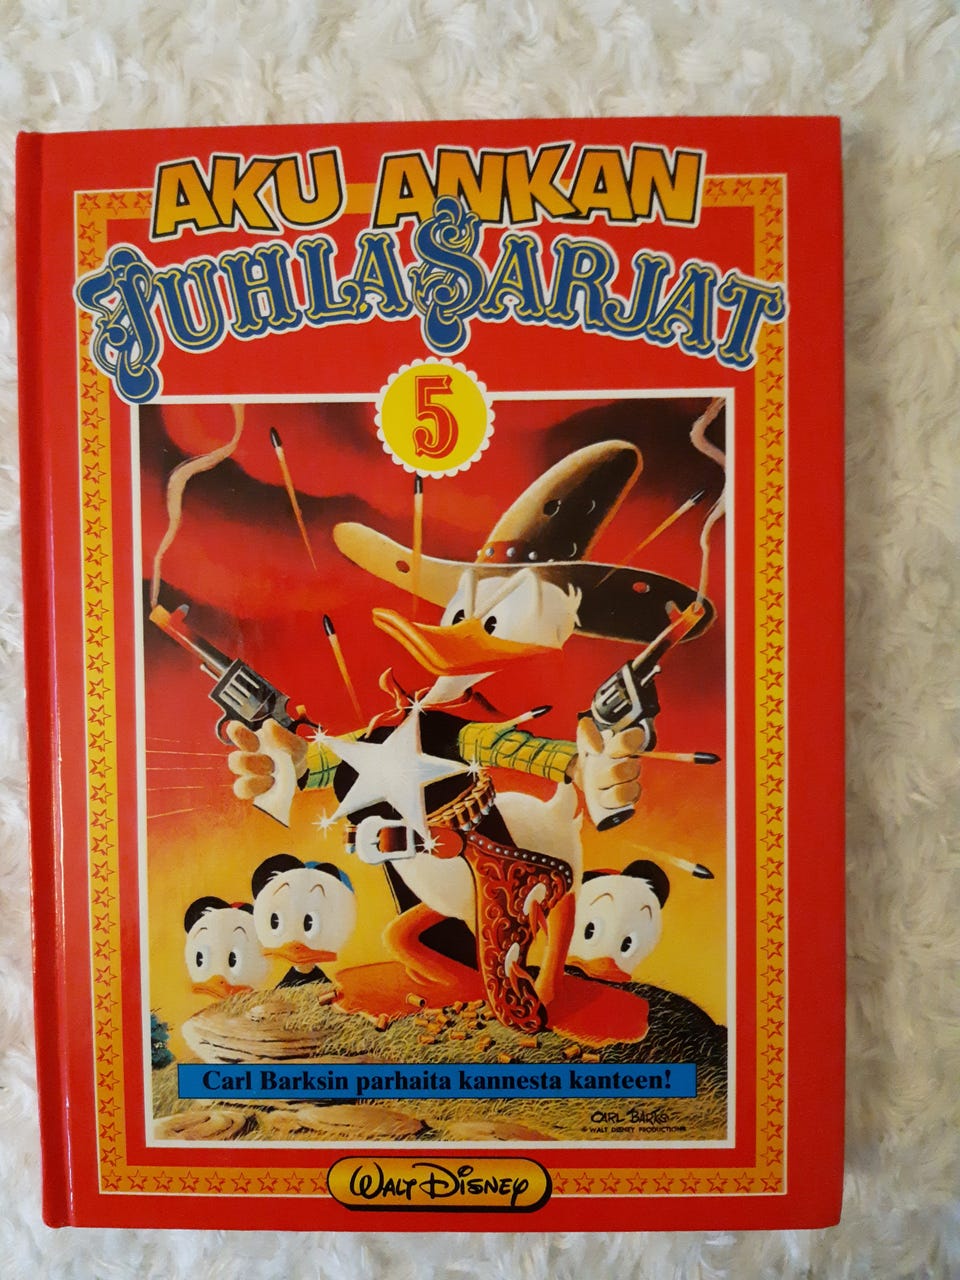 AKU ANKAN
JUHLASARJAT
5
Carl Barksin parhaita kannesta kanteen!
CARL BARKS
© WALT DISNEY PRODUCTIONS
WALT DISNEY